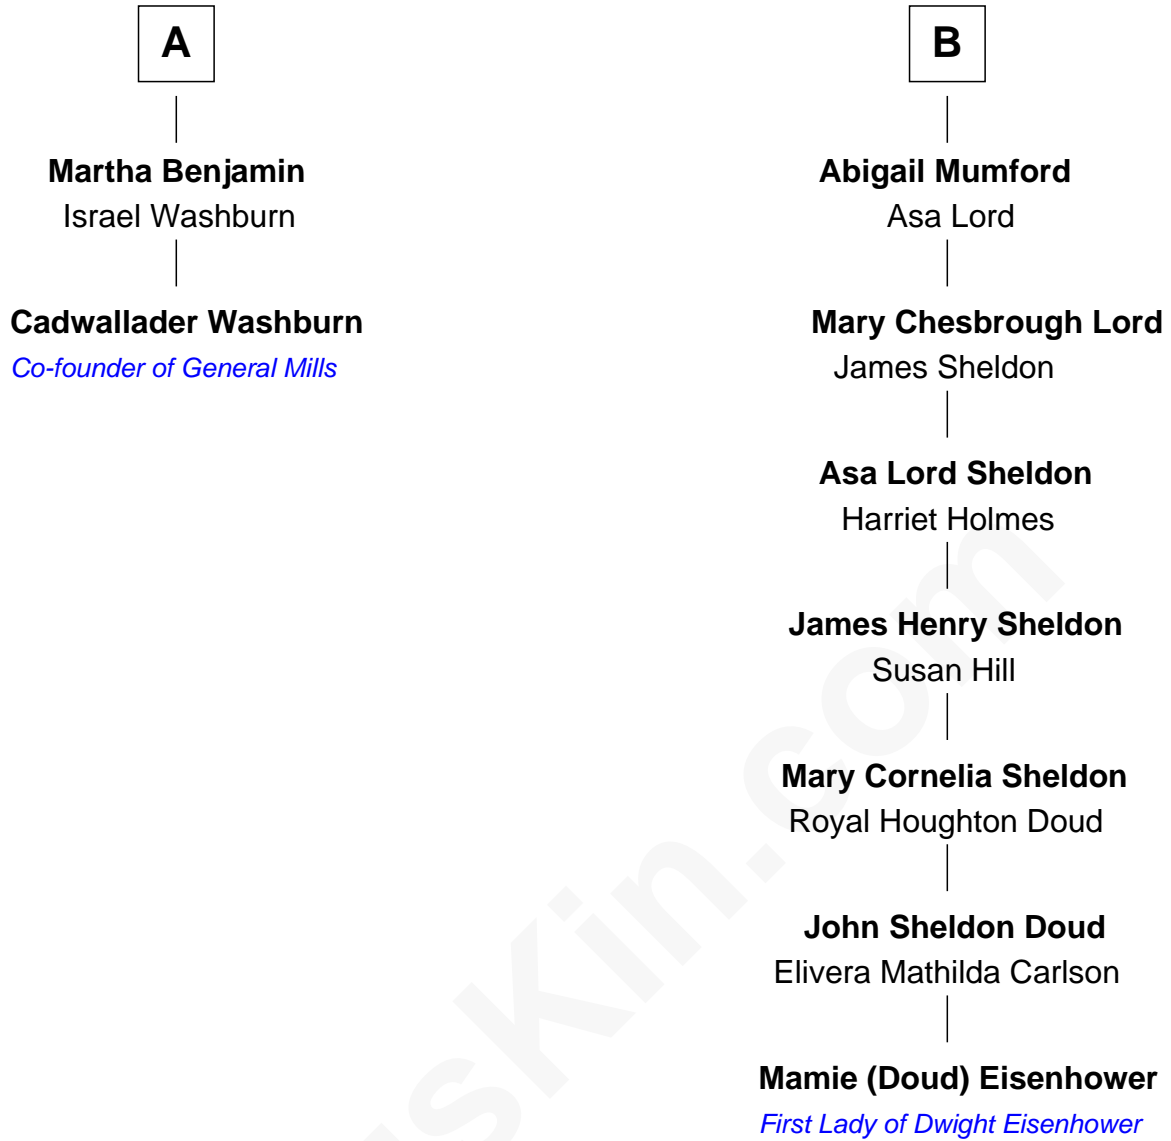 A
Martha Benjamin
Israel Washburn
Cadwallader Washburn
Co-founder of General Mills
B
Abigail Mumford
Asa Lord
Mary Chesbrough Lord
James Sheldon
Asa Lord Sheldon
Harriet Holmes
James Henry Sheldon
Susan Hill
Mary Cornelia Sheldon
Royal Houghton Doud
John Sheldon Doud
Elivera Mathilda Carlson
Mamie (Doud) Eisenhower
First Lady of Dwight Eisenhower
sKin.com